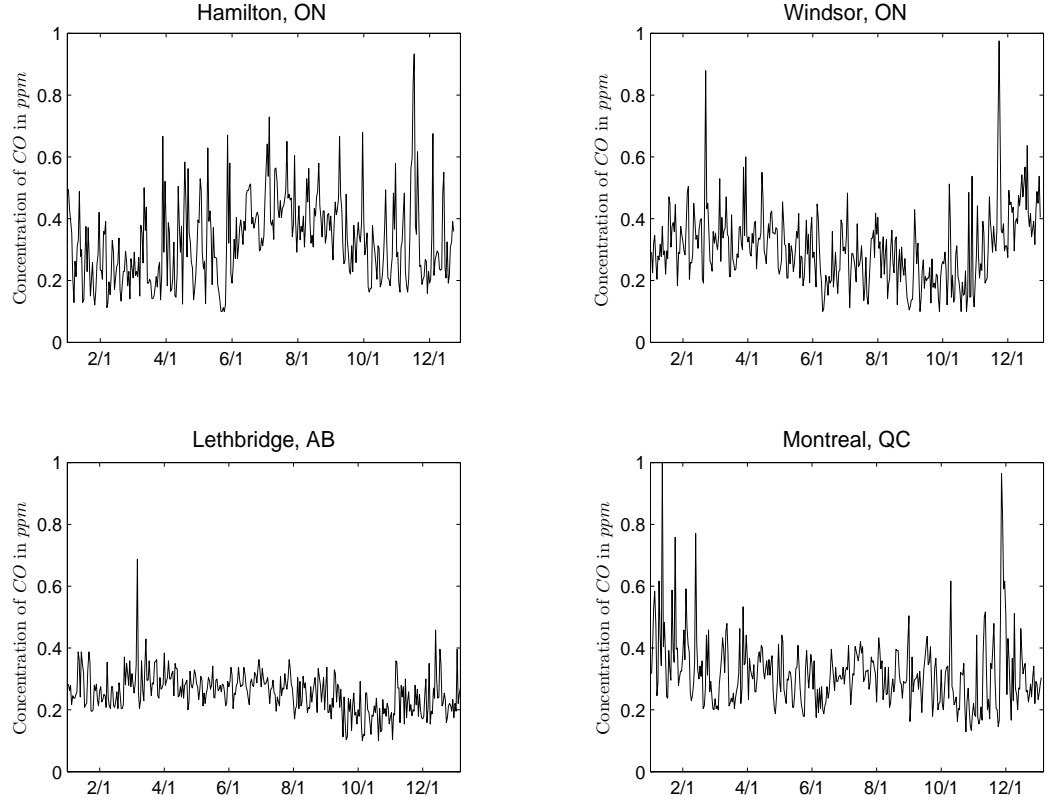 Hamilton, ON
Concentration of CO in ppm
1
0.8
0.6
0.4
0.2
0
2/1 4/1 6/1 8/1 10/1 12/1
Windsor, ON
Concentration of CO in ppm
1
0.8
0.6
0.4
0.2
0
2/1 4/1 6/1 8/1 10/1 12/1
Lethbridge, AB
Concentration of CO in ppm
1
0.8
0.6
0.4
0.2
0
2/1 4/1 6/1 8/1 10/1 12/1
Montreal, QC
Concentration of CO in ppm
1
0.8
0.6
0.4
0.2
0
2/1 4/1 6/1 8/1 10/1 12/1